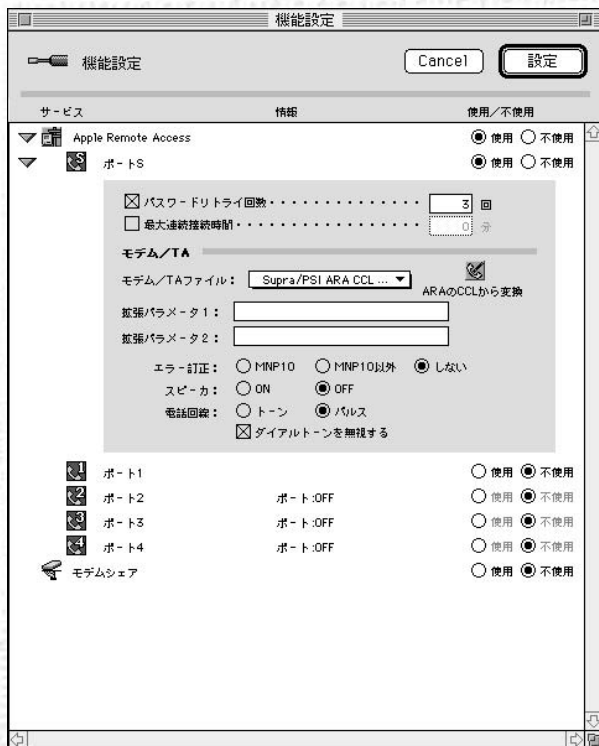 機能設定
機能設定 Cancel 設定
サービス 情報 使用／不使用
Apple Remote Access 使用 不使用
ポートS 使用 不使用
パスワードリトライ回数・・・・・・・・・・・・・・ 3 回
最大連続接続時間・・・・・・・・・・・・・・・・・ 0 分
モデム／TA
モデム／TAファイル： Supra/PSI ARA CCL ...
ARAのCCLから変換
拡張パラメータ1：
拡張パラメータ2：
エラー訂正： MNP10 MNP10以外 しない
スピーカ： ON OFF
電話回線： トーン パルス
ダイアルトーンを無視する
ポート1 使用 不使用
ポート2 ポート:OFF 使用 不使用
ポート3 ポート:OFF 使用 不使用
ポート4 ポート:OFF 使用 不使用
モデムシェア 使用 不使用